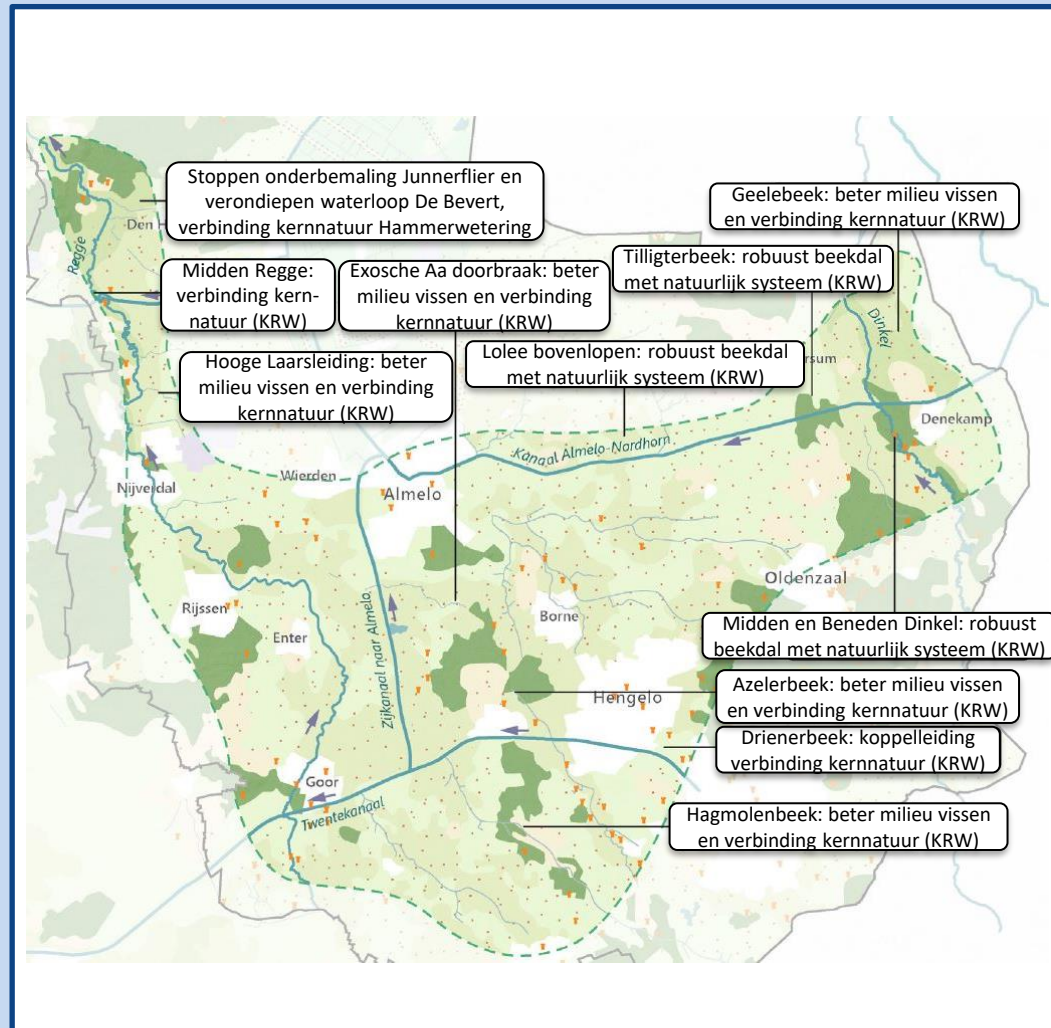 Stoppen onderbemaling Junnerflier en
verondiepen waterloop De Bevert,
verbinding kernnatuur Hammerwetering
Geelebeek: beter milieu vissen
en verbinding kernnatuur (KRW)
Den
Regge
Midden Regge:
verbinding kern-
natuur (KRW)
Exosche Aa doorbraak: beter
milieu vissen en verbinding
kernnatuur (KRW)
Tilligterbeek: robuust beekdal
met natuurlijk systeem (KRW)
Dinkel
Hooge Laarsleiding: beter
milieu vissen en verbinding
kernnatuur (KRW)
Lolee bovenlopen: robuust beekdal
met natuurlijk systeem (KRW)
rsum
Denekamp
Kanaal Almelo-Nordhorn
Wierden
Nijverdal
Almelo
Oldenzaal
Rijssen
Enter
Borne
Zijkanaal naar Almelo
Midden en Beneden Dinkel: robuust
beekdal met natuurlijk systeem (KRW)
Hengelo
Azelerbeek: beter milieu vissen
en verbinding kernnatuur (KRW)
Drienerbeek: koppelleiding
verbinding kernnatuur (KRW)
Goor
Twentekanaal
Hagmolenbeek: beter milieu vissen
en verbinding kernnatuur (KRW)